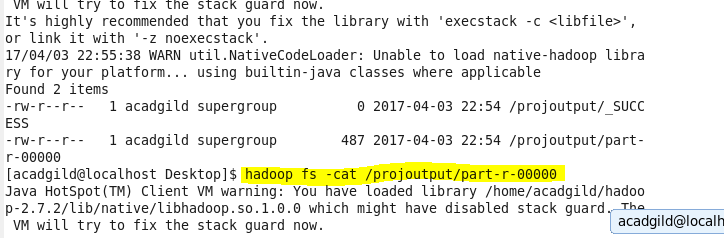 VM will try to fix the stack guard now.
It's highly recommended that you fix the library with 'execstack -c <libfile>',
or link it with '-z noexecstack'.
17/04/03 22:55:38 WARN util.NativeCodeLoader: Unable to load native-hadoop libra
ry for your platform... using builtin-java classes where applicable
Found 2 items
-rw-r--r--   1 acadgild supergroup          0 2017-04-03 22:54 /projoutput/_SUCC
ESS
-rw-r--r--   1 acadgild supergroup        487 2017-04-03 22:54 /projoutput/part-
r-00000
[acadgild@localhost Desktop]$ hadoop fs -cat /projoutput/part-r-00000
Java HotSpot(TM) Client VM warning: You have loaded library /home/acadgild/hadoo
p-2.7.2/lib/native/libhadoop.so.1.0.0 which might have disabled stack guard. The
VM will try to fix the stack guard now.
acadgild@localh